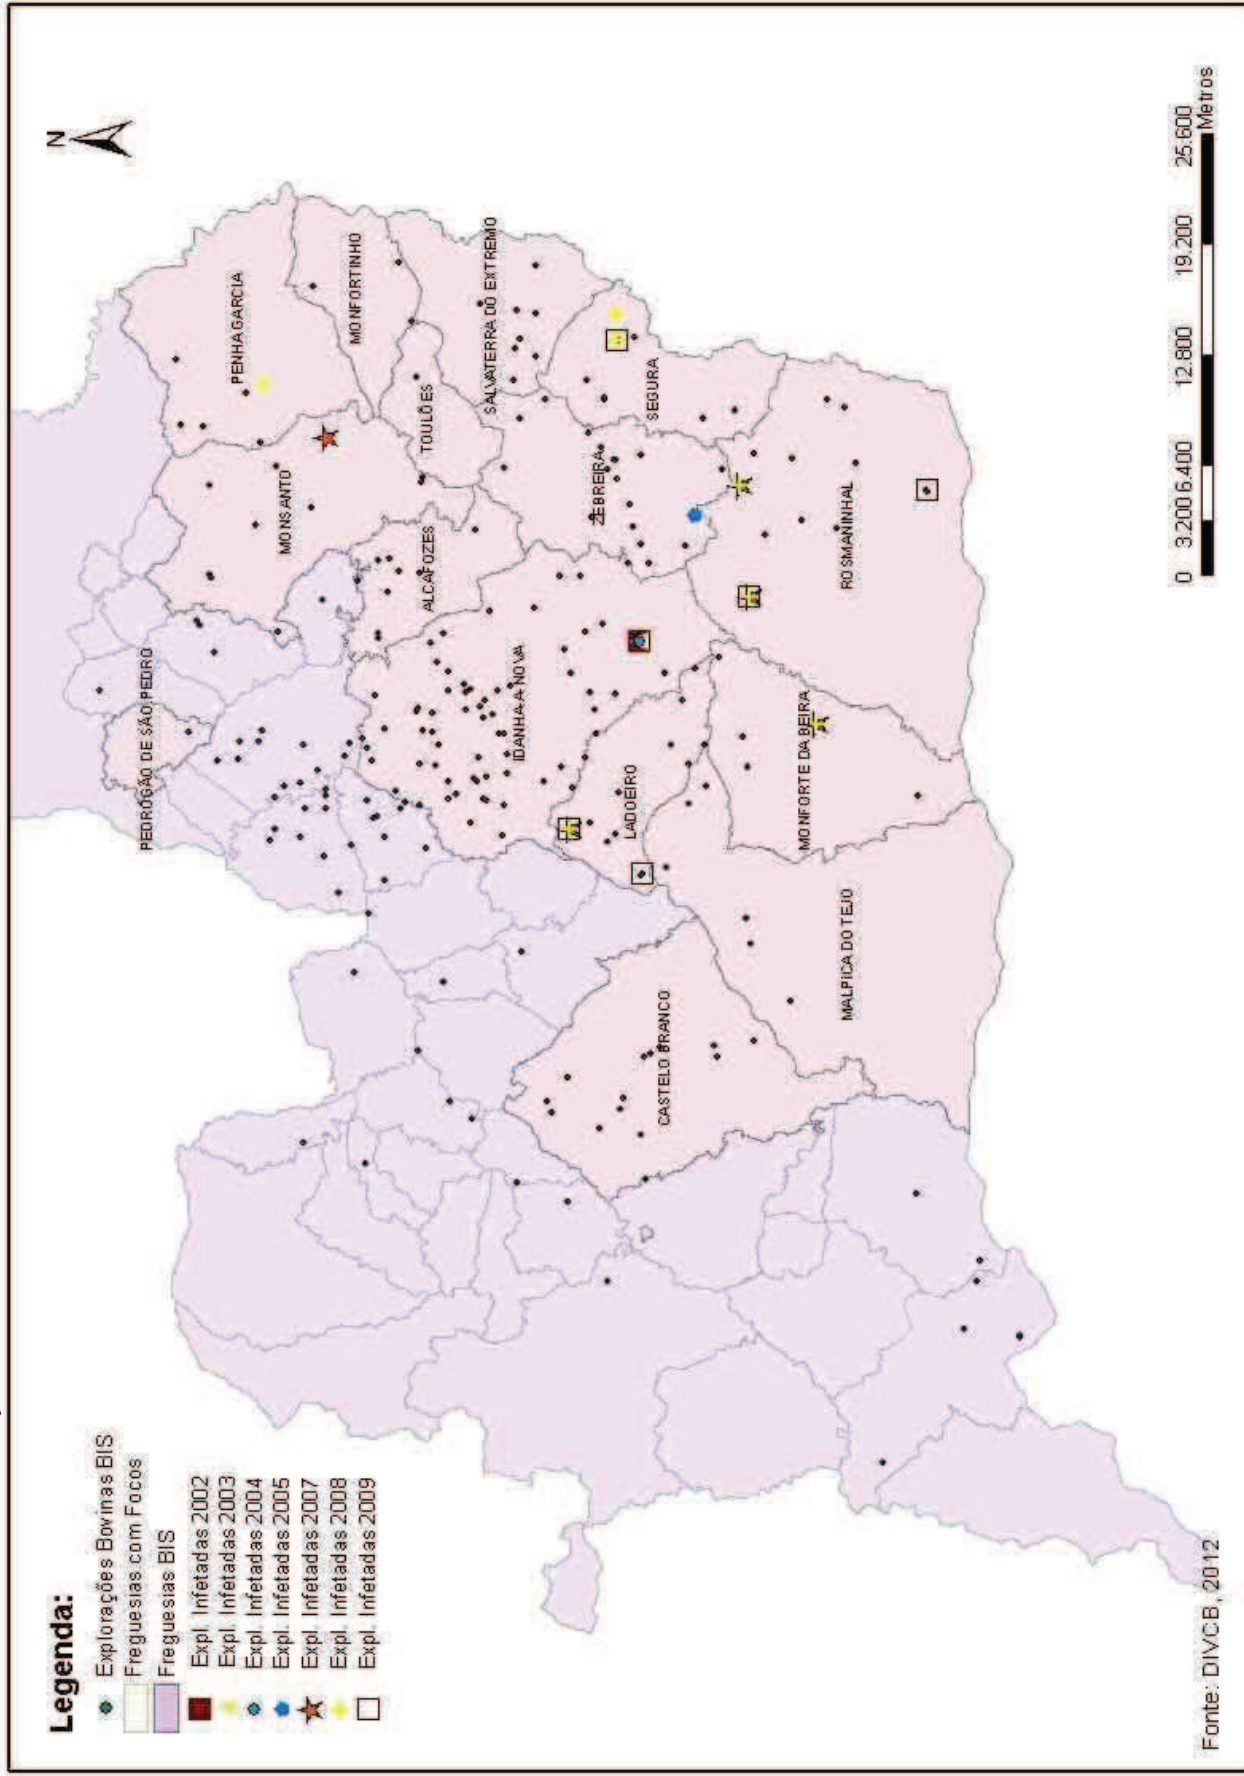 Legenda:
Explorações Bovinas BIS
Freguesias com Focos
Freguesias BIS
Expl. Infetadas 2002
Expl. Infetadas 2003
Expl. Infetadas 2004
Expl. Infetadas 2005
Expl. Infetadas 2007
Expl. Infetadas 2008
Expl. Infetadas 2009
N
PEDRÓGÃO DE SÃO PEDRO
PENHA GARCIA
MONSANTO
MONFORTINHO
TOULÕES
ALCAFOZES
SALVATERRA DO EXTREMO
IDANHA-A-NOVA
ZEBREIRA
SEGURA
LADOEIRO
CASTELO BRANCO
MONFORTE DA BEIRA
ROSMANINHAL
MALPICA DO TEJO
0 3.200 6.400 12.800 19.200 25.600
Metros
Fonte: DIVCB, 2012